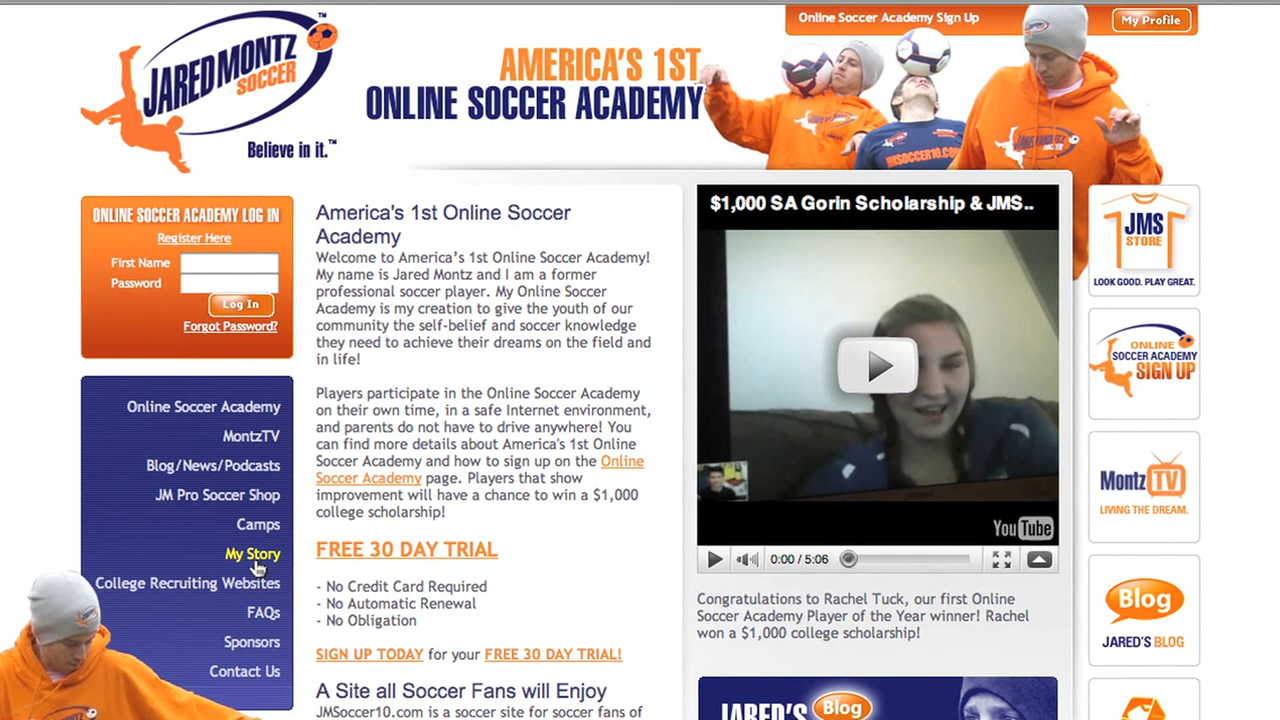 JARED MONTZ
SOCCER
™
Believe in it.™
AMERICA'S 1ST
ONLINE SOCCER ACADEMY
Online Soccer Academy Sign Up
My Profile
JMSOCCER10.COM
ONLINE SOCCER ACADEMY LOG IN
Register Here
First Name
Password
Log In
Forgot Password?
Online Soccer Academy
MontzTV
Blog/News/Podcasts
JM Pro Soccer Shop
Camps
My Story
College Recruiting Websites
FAQs
Sponsors
Contact Us
America's 1st Online Soccer
Academy
Welcome to America's 1st Online Soccer Academy!
My name is Jared Montz and I am a former
professional soccer player. My Online Soccer
Academy is my creation to give the youth of our
community the self-belief and soccer knowledge
they need to achieve their dreams on the field and
in life!
Players participate in the Online Soccer Academy
on their own time, in a safe Internet environment,
and parents do not have to drive anywhere! You
can find more details about America's 1st Online
Soccer Academy and how to sign up on the Online
Soccer Academy page. Players that show
improvement will have a chance to win a $1,000
college scholarship!
FREE 30 DAY TRIAL
- No Credit Card Required
- No Automatic Renewal
- No Obligation
SIGN UP TODAY for your FREE 30 DAY TRIAL!
A Site all Soccer Fans will Enjoy
JMSoccer10.com is a soccer site for soccer fans of
$1,000 SA Gorin Scholarship & JMS..
YouTube
0:00 / 5:06
Congratulations to Rachel Tuck, our first Online
Soccer Academy Player of the Year winner! Rachel
won a $1,000 college scholarship!
JARED'S Blog
JMS
STORE
LOOK GOOD. PLAY GREAT.
ONLINE
SOCCER ACADEMY
SIGN UP
Montz TV
LIVING THE DREAM.
Blog
JARED'S BLOG